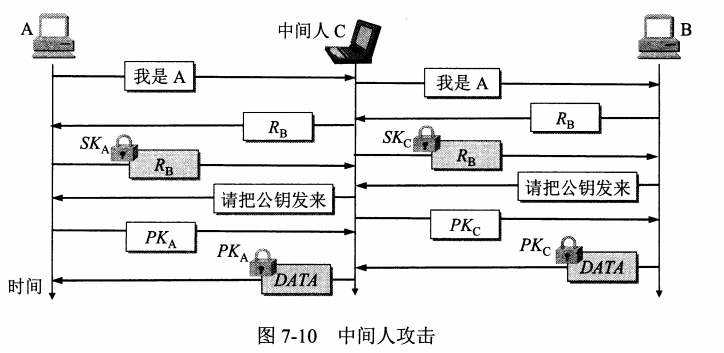 A
中间人 C
B
我是 A
我是 A
R_B
R_B
SK_A
R_B
SK_C
R_B
请把公钥发来
请把公钥发来
PK_A
PK_C
PK_A
DATA
PK_C
DATA
时间
图 7-10 中间人攻击